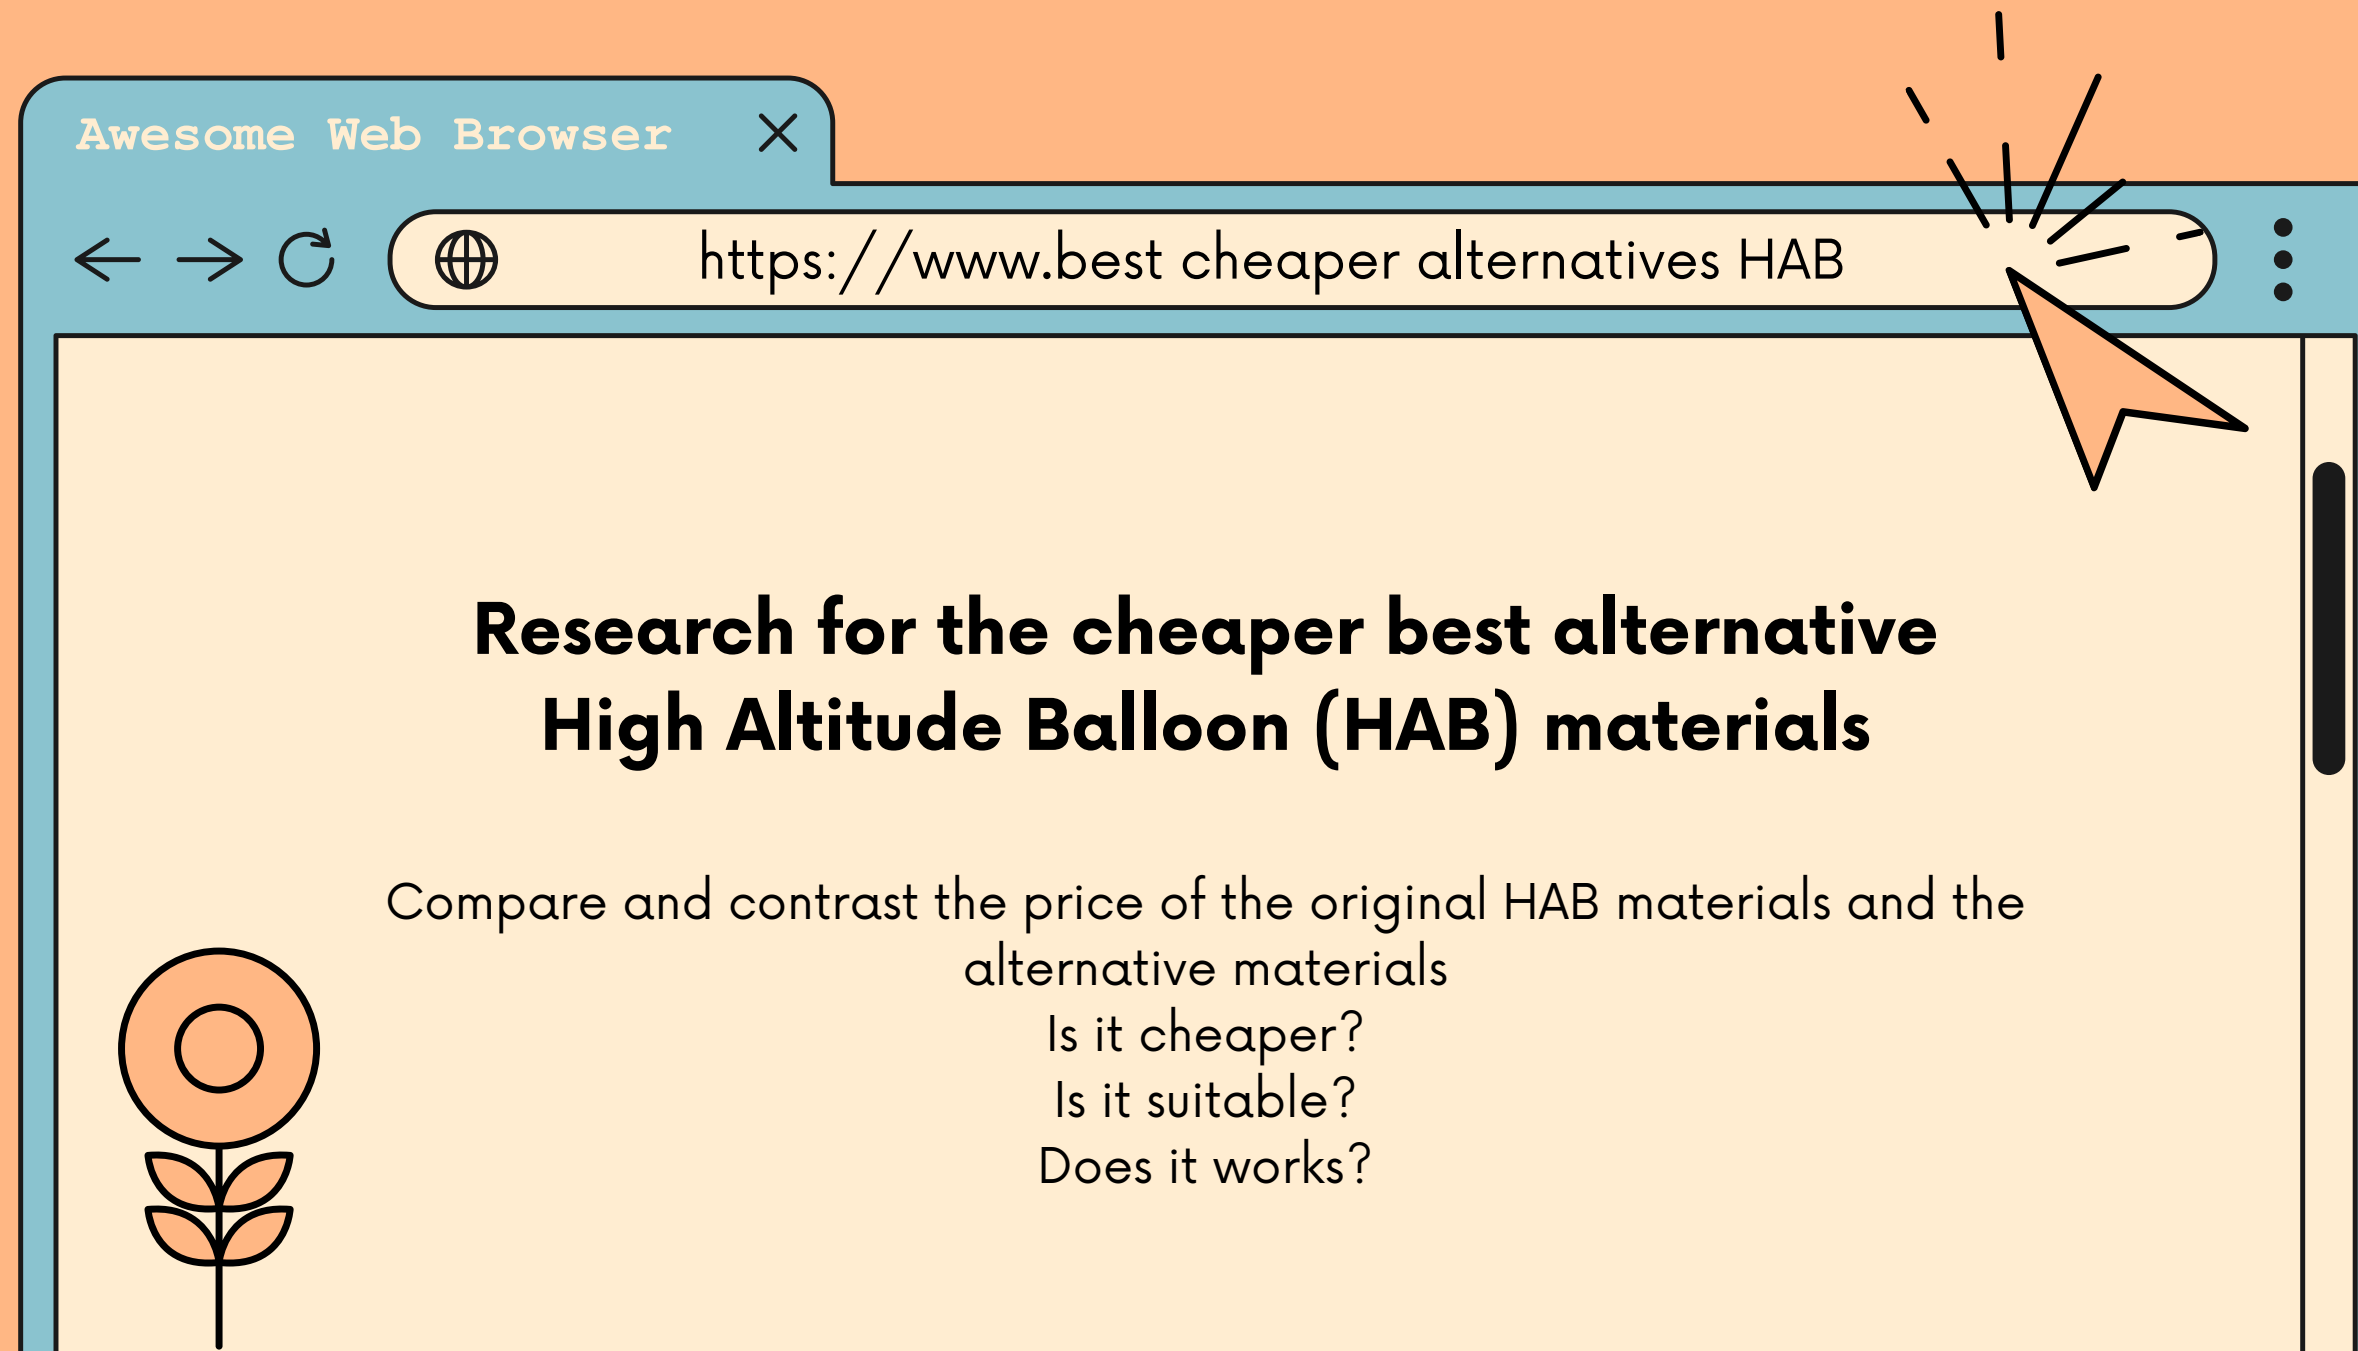 Awesome Web Browser
https://www.best cheaper alternatives HAB
Research for the cheaper best alternative
High Altitude Balloon (HAB) materials
Compare and contrast the price of the original HAB materials and the
alternative materials
Is it cheaper?
Is it suitable?
Does it works?